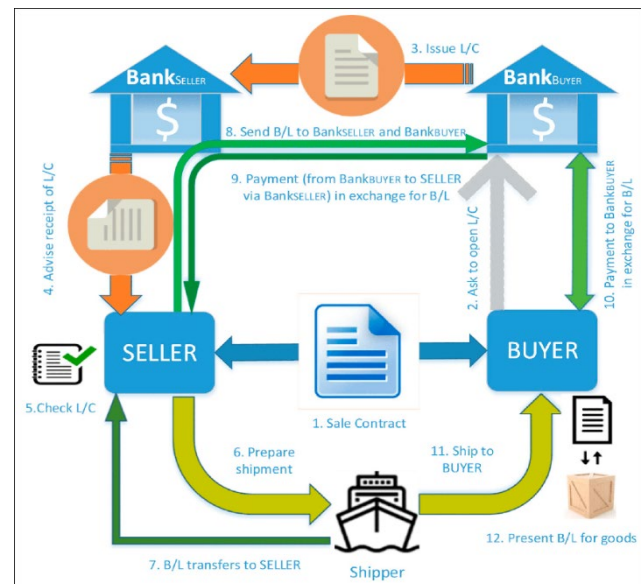 3. Issue L/C
BankSELLER
BankBUYER
$
$
8. Send B/L to BankSELLER and BankBUYER
9. Payment (from BankBUYER to SELLER
via BankSELLER) in exchange for B/L
4. Advise receipt of L/C
2. Ask to open L/C
10. Payment to BankBUYER
in exchange for B/L
SELLER
BUYER
5.Check L/C
1. Sale Contract
6. Prepare
shipment
11. Ship to
BUYER
12. Present B/L for goods
7. B/L transfers to SELLER
Shipper